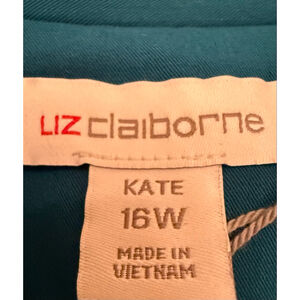 LIZ claiborne
KATE
16W
MADE IN
VIETNAM